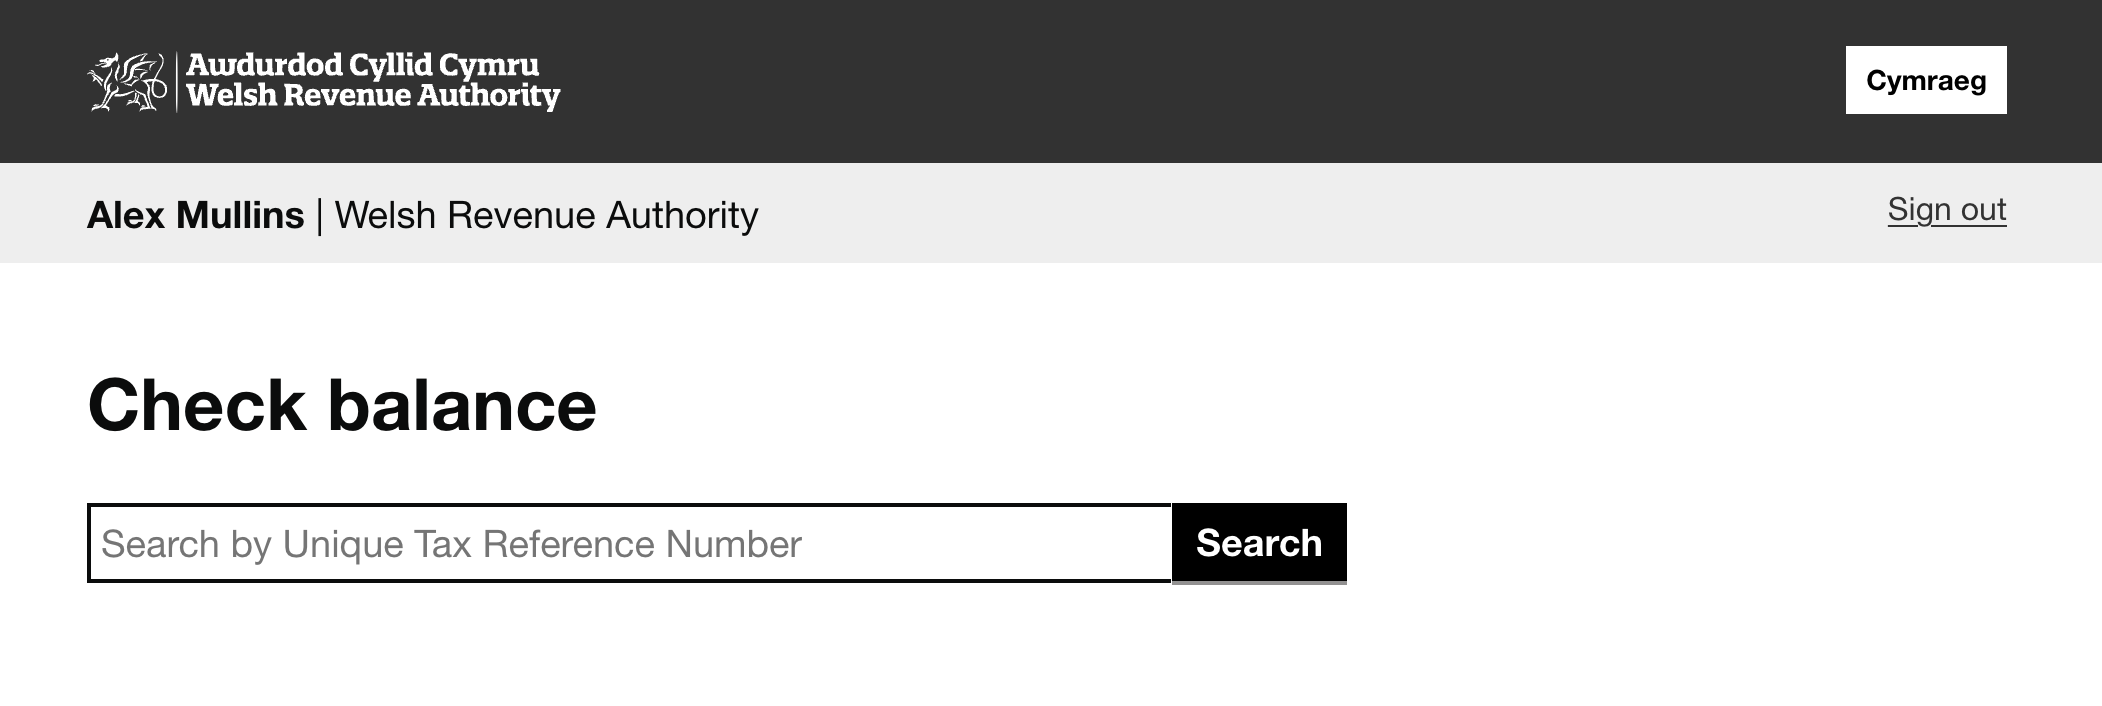 Awdurdod Cyllid Cymru
Welsh Revenue Authority
Cymraeg
Alex Mullins | Welsh Revenue Authority
Sign out
Check balance
Search by Unique Tax Reference Number
Search